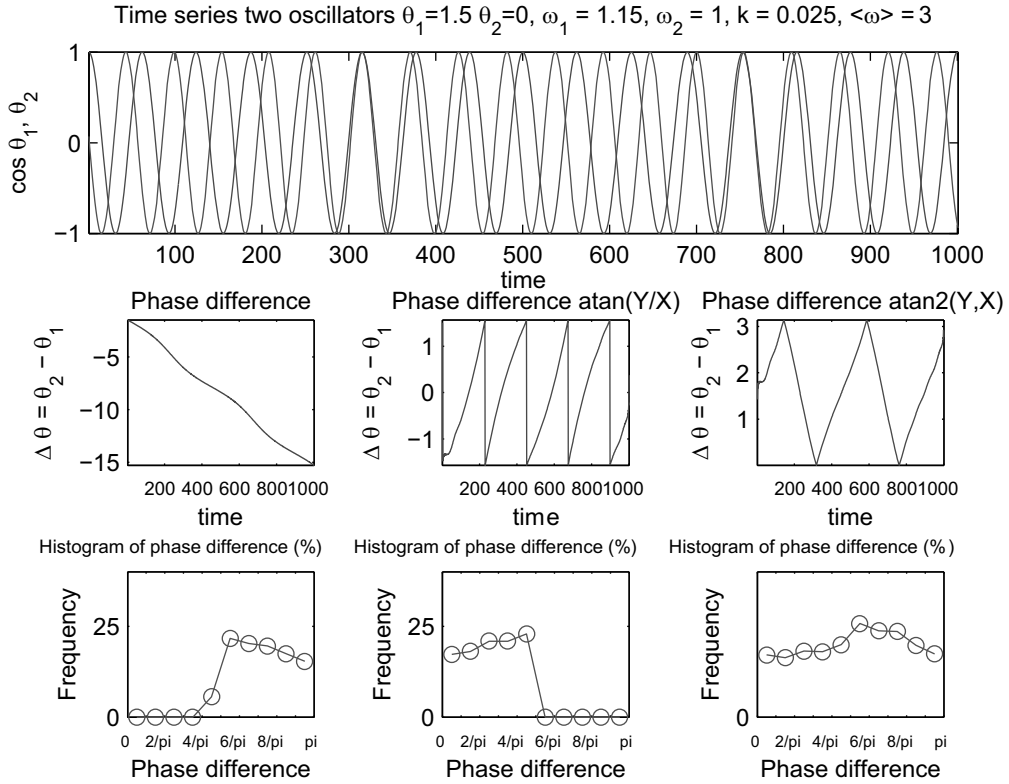 Time series two oscillators θ1=1.5 θ2=0, ω1 = 1.15, ω2 = 1, k = 0.025, <ω> = 3
cos θ1, θ2
1
0
−1
100 200 300 400 500 600 700 800 900 1000
time
Phase difference
Δ θ = θ2 − θ1
−5
−10
−15
200 400 600 8001000
time
Phase difference atan(Y/X)
Δ θ = θ2 − θ1
1
0
−1
200 400 600 8001000
time
Phase difference atan2(Y,X)
Δ θ = θ2 − θ1
3
2
1
200 400 600 8001000
time
Histogram of phase difference (%)
Frequency
25
0
0 2/pi 4/pi 6/pi 8/pi pi
Phase difference
Histogram of phase difference (%)
Frequency
25
0
0 2/pi 4/pi 6/pi 8/pi pi
Phase difference
Histogram of phase difference (%)
Frequency
25
0
0 2/pi 4/pi 6/pi 8/pi pi
Phase difference